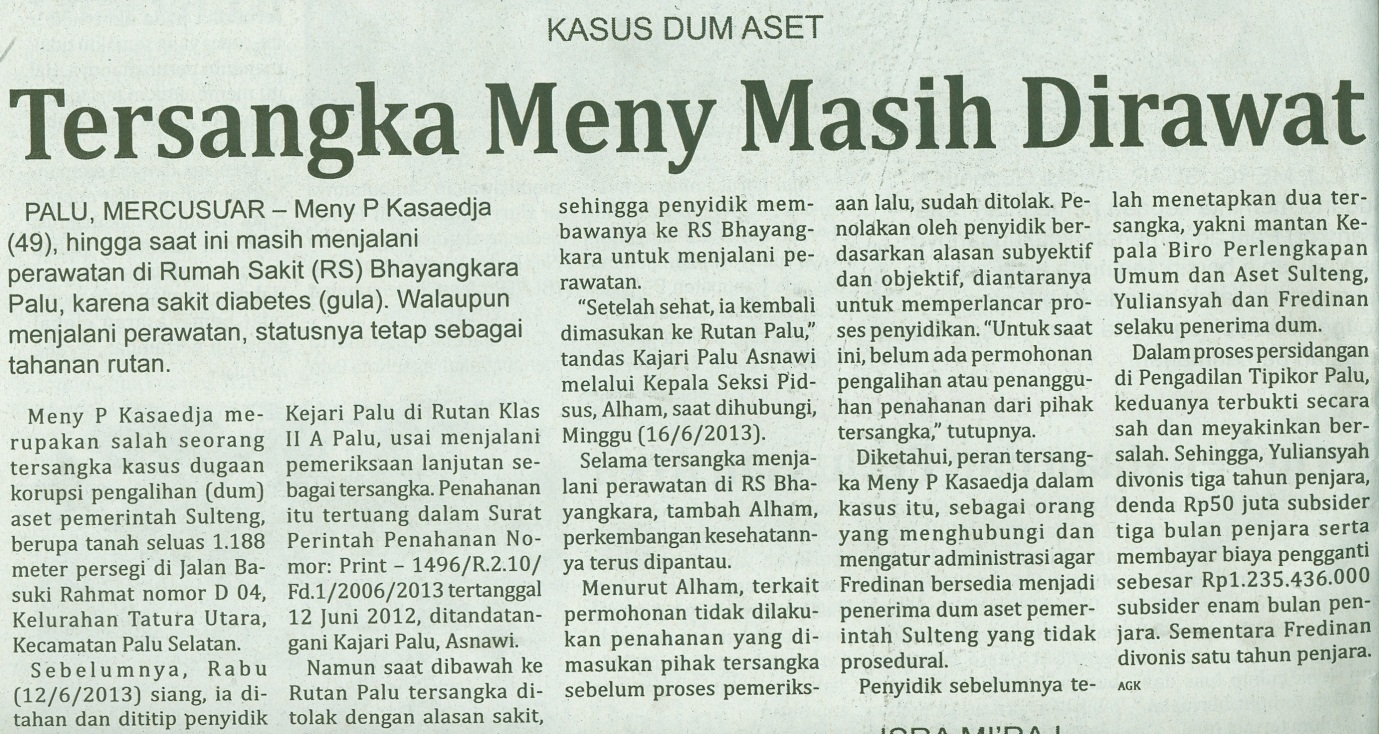 KASUS DUM ASET
Tersangka Meny Masih Dirawat
PALU, MERCUSUAR – Meny P Kasaedja
(49), hingga saat ini masih menjalani
perawatan di Rumah Sakit (RS) Bhayangkara
Palu, karena sakit diabetes (gula). Walaupun
menjalani perawatan, statusnya tetap sebagai
tahanan rutan.
Meny P Kasaedja me-
rupakan salah seorang
tersangka kasus dugaan
korupsi pengalihan (dum)
aset pemerintah Sulteng,
berupa tanah seluas 1.188
meter persegi di Jalan Ba-
suki Rahmat nomor D 04,
Kelurahan Tatura Utara,
Kecamatan Palu Selatan.
Sebelumnya, Rabu
(12/6/2013) siang, ia di-
tahan dan dititip penyidik
Kejari Palu di Rutan Klas
II A Palu, usai menjalani
pemeriksaan lanjutan se-
bagai tersangka. Penahanan
itu tertuang dalam Surat
Perintah Penahanan No-
mor: Print – 1496/R.2.10/
Fd.1/2006/2013 tertanggal
12 Juni 2012, ditandatan-
gani Kajari Palu, Asnawi.
Namun saat dibawah ke
Rutan Palu tersangka di-
tolak dengan alasan sakit,
sehingga penyidik mem-
bawanya ke RS Bhayang-
kara untuk menjalani pe-
rawatan.
"Setelah sehat, ia kembali
dimasukan ke Rutan Palu,"
tandas Kajari Palu Asnawi
melalui Kepala Seksi Pid-
sus, Alham, saat dihubungi,
Minggu (16/6/2013).
Selama tersangka menja-
lani perawatan di RS Bha-
yangkara, tambah Alham,
perkembangan kesehatann-
ya terus dipantau.
Menurut Alham, terkait
permohonan tidak dilaku-
kan penahanan yang di-
masukan pihak tersangka
sebelum proses pemeriks-
aan lalu, sudah ditolak. Pe-
nolakan oleh penyidik ber-
dasarkan alasan subyektif
dan objektif, diantaranya
untuk memperlancar pro-
ses penyidikan. "Untuk saat
ini, belum ada permohonan
pengalihan atau penanggu-
han penahanan dari pihak
tersangka," tutupnya.
Diketahui, peran tersang-
ka Meny P Kasaedja dalam
kasus itu, sebagai orang
yang menghubungi dan
mengatur administrasi agar
Fredinan bersedia menjadi
penerima dum aset pemer-
intah Sulteng yang tidak
prosedural.
Penyidik sebelumnya te-
lah menetapkan dua ter-
sangka, yakni mantan Ke-
pala Biro Perlengkapan
Umum dan Aset Sulteng,
Yuliansyah dan Fredinan
selaku penerima dum.
Dalam proses persidangan
di Pengadilan Tipikor Palu,
keduanya terbukti secara
sah dan meyakinkan ber-
salah. Sehingga, Yuliansyah
divonis tiga tahun penjara,
denda Rp50 juta subsider
tiga bulan penjara serta
membayar biaya pengganti
sebesar Rp1.235.436.000
subsider enam bulan pen-
jara. Sementara Fredinan
divonis satu tahun penjara.
AGK
ISRA MI'RAJ